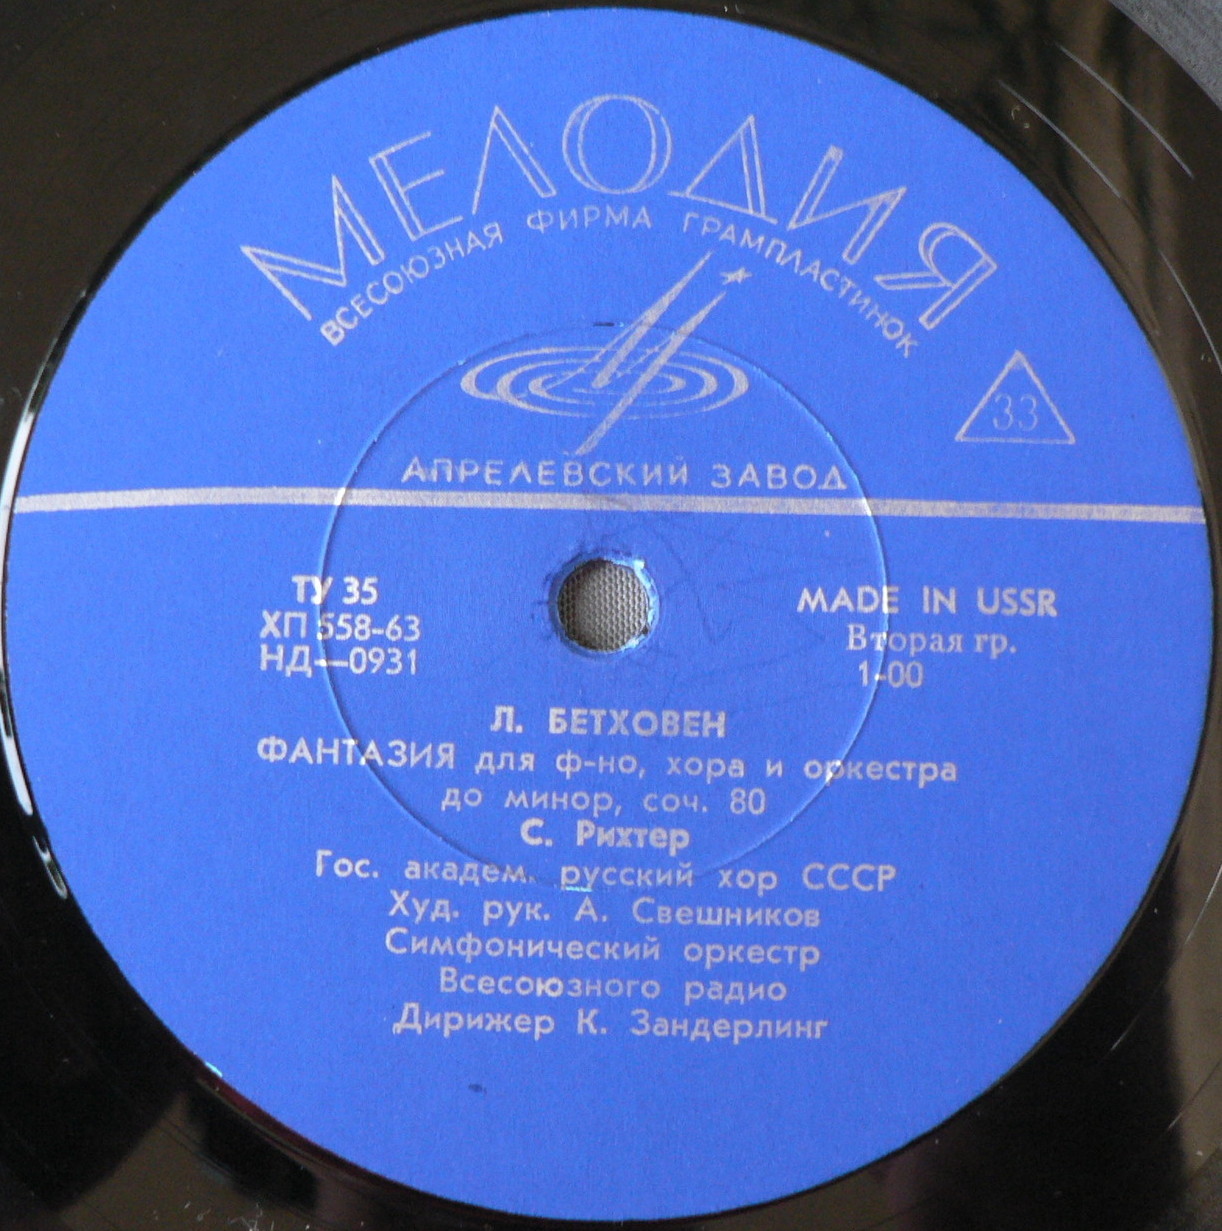 МЕЛОДИЯ
ВСЕСОЮЗНАЯ ФИРМА ГРАМПЛАСТИНОК
33
АПРЕЛЕВСКИЙ ЗАВОД
ТУ 35
ХП 558-63
НД—0931
MADE IN USSR
Вторая гр.
1-00
Л. БЕТХОВЕН
ФАНТАЗИЯ для ф-но, хора и оркестра
до минор, соч. 80
С. Рихтер
Гос. академ. русский хор СССР
Худ. рук. А. Свешников
Симфонический оркестр
Всесоюзного радио
Дирижер К. Зандерлинг